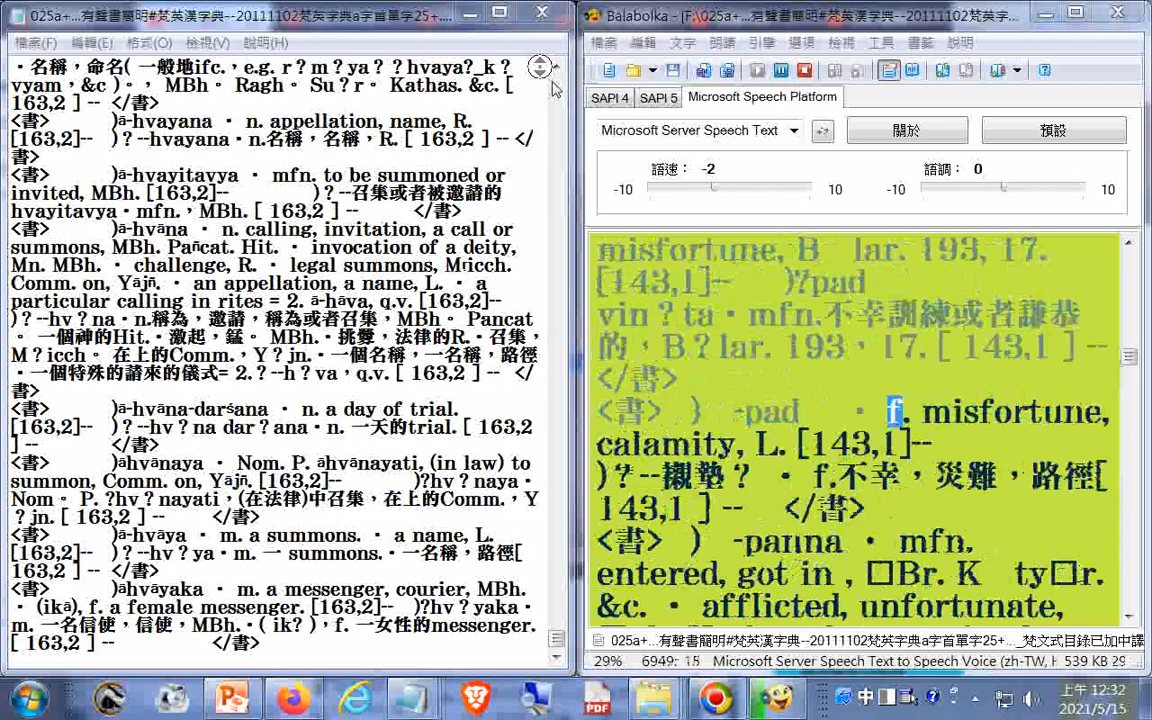 025a+...有聲書簡明#梵英漢字典--20111102梵英字典a字首單字25+...
檔案(F) 編輯(E) 格式(O) 檢視(V) 說明(H)
・名稱，命名( 一般地ifc.，e.g. r？m？ya？？hvaya?_k？
vyam，&c )。， MBh。Ragh。Su？r。Kathas. &c. [
163,2 ] -- </書>
<書> )ā-hvayana ・ n. appellation, name, R.
[163,2]-- )？--hvayana・n.名稱，名稱，R. [ 163,2 ] -- </
書>
<書> )ā-hvayitavya ・ mfn. to be summoned or
invited, MBh. [163,2]-- )？--召集或者被邀請的
hvayitavya・mfn.，MBh. [ 163,2 ] -- </書>
<書> )ā-hvāna ・ n. calling, invitation, a call or
summons, MBh. Pañcat. Hit. ・ invocation of a deity,
Mn. MBh. ・ challenge, R. ・ legal summons, Mṛicch.
Comm. on, Yājñ. ・ an appellation, a name, L. ・ a
particular calling in rites = 2. ā-hāva, q.v. [163,2]--
)？--hv？na・n.稱為，邀請，稱為或者召集，MBh。Pancat
。一個神的Hit.・激起，錳。 MBh.・挑釁，法律的R.・召集，
M？icch。 在上的Comm.，Y？jn.・一個名稱，一名稱，路徑
・一個特殊的請來的儀式= 2.？--h？va，q.v. [ 163,2 ] -- </
書>
<書> )ā-hvāna-darśana ・ n. a day of trial.
[163,2]-- )？--hv？na dar？ana・n. 一天的trial. [ 163,2
] -- </書>
<書> )āhvānaya ・ Nom. P. āhvānayati, (in law) to
summon, Comm. on, Yājñ. [163,2]-- )?hv？naya・
Nom。P. ?hv？nayati，(在法律)中召集，在上的Comm.，Y
？jn. [ 163,2 ] -- </書>
<書> )ā-hvāya ・ m. a summons. ・ a name, L.
[163,2]-- )？--hv？ya・m. 一 summons.・一名稱，路徑[
163,2 ] -- </書>
<書> )āhvāyaka ・ m. a messenger, courier, MBh.
・ (ikā), f. a female messenger. [163,2]-- )?hv？yaka・
m. 一名信使，信使，MBh.・( ik？)，f. 一女性的messenger.
[ 163,2 ] -- </書>
Balabolka - [F:\025a+...有聲書簡明#梵英漢字典--20111102梵英字...
檔案 編輯 文字 朗讀 引擎 選項 檢視 工具 書籤 說明
SAPI 4 SAPI 5 Microsoft Speech Platform
Microsoft Server Speech Text 關於 預設
語速： -2 語調： 0
-10 10 -10 10
misfortune, B lar. 193, 17.
[143,1]-- )?pad
vin？ta・mfn.不幸訓練或者謙恭
的，B？lar. 193，17. [ 143,1 ] --
</書>
<書> ) -pad ・ f. misfortune,
calamity, L. [143,1]--
)？--襯墊？ ・ f.不幸，災難，路徑[
143,1 ] -- </書>
<書> ) -panna ・ mfn.
entered, got in , □Br. K ty□r.
&c. ・ afflicted, unfortunate,
025a+...有聲書簡明#梵英漢字典--20111102梵英字典a字首單字25+..._梵文式目錄已加中譯
29% 6949: 15 Microsoft Server Speech Text to Speech Voice (zh-TW, H 539 KB 29
PDF 中 上午 12:32
2021/5/15